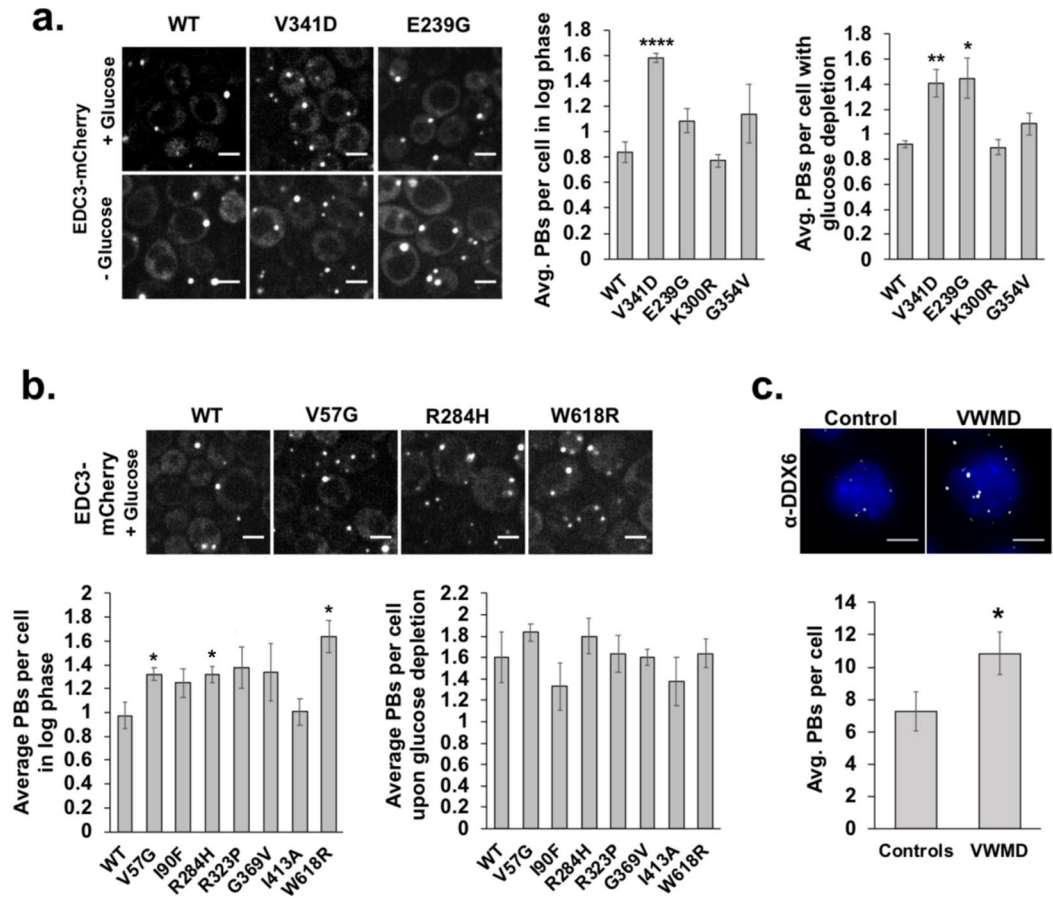 a.
WT V341D E239G
EDC3-mCherry
+ Glucose
- Glucose
Avg. PBs per cell in log phase
1.8
1.6
1.4
1.2
1
0.8
0.6
0.4
0.2
0
****
WT V341D E239G K300R G354V
Avg. PBs per cell with
glucose depletion
1.8
1.6
1.4
1.2
1
0.8
0.6
0.4
0.2
0
** *
WT V341D E239G K300R G354V
b.
WT V57G R284H W618R
EDC3-
mCherry
+ Glucose
Average PBs per cell
in log phase
2
1.8
1.6
1.4
1.2
1
0.8
0.6
0.4
0.2
0
* * *
WT V57G I90F R284H R323P G369V I413A W618R
Average PBs per cell
upon glucose depletion
2.2
2
1.8
1.6
1.4
1.2
1
0.8
0.6
0.4
0.2
0
WT V57G I90F R284H R323P G369V I413A W618R
c.
Control VWMD
α-DDX6
Avg. PBs per cell
14
12
10
8
6
4
2
0
*
Controls VWMD